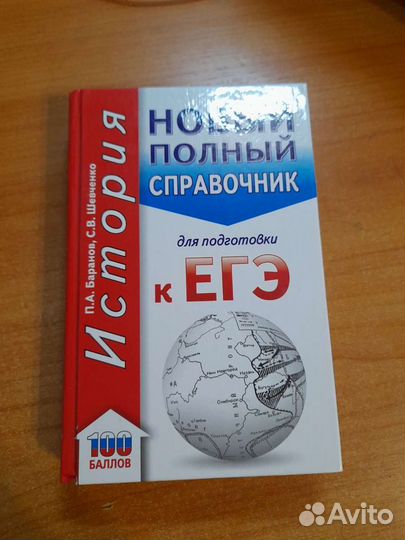 История
П.А. Баранов, С.В. Шевченко
НОВЫЙ
ПОЛНЫЙ
СПРАВОЧНИК
для подготовки
к ЕГЭ
100
БАЛЛОВ
Avito